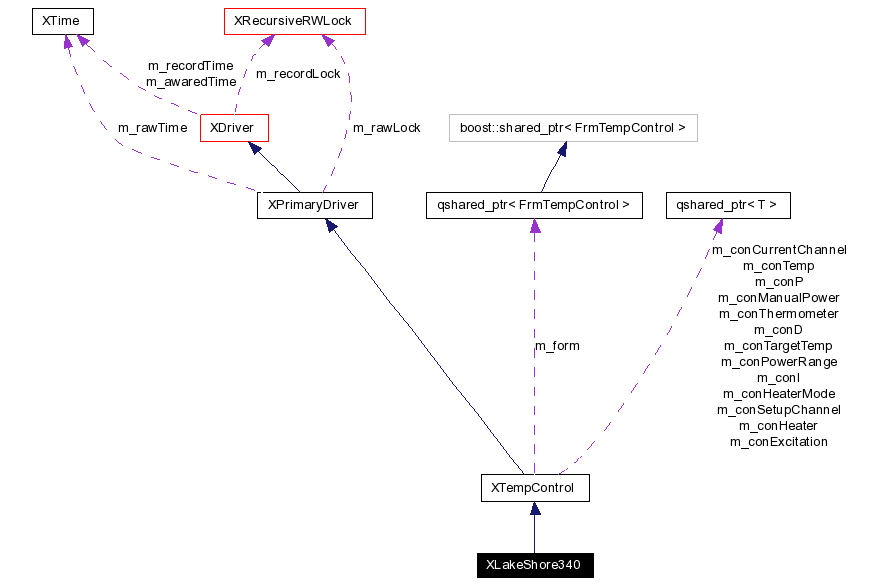 XTime
XRecursiveRWLock
m_recordTime
m_awaredTime
m_recordLock
m_rawTime
XDriver
m_rawLock
boost::shared_ptr< FrmTempControl >
XPrimaryDriver
qshared_ptr< FrmTempControl >
qshared_ptr< T >
m_conCurrentChannel
m_conTemp
m_conP
m_conManualPower
m_conThermometer
m_conD
m_conTargetTemp
m_conPowerRange
m_conI
m_conHeaterMode
m_conSetupChannel
m_conHeater
m_conExcitation
m_form
XTempControl
XLakeShore340